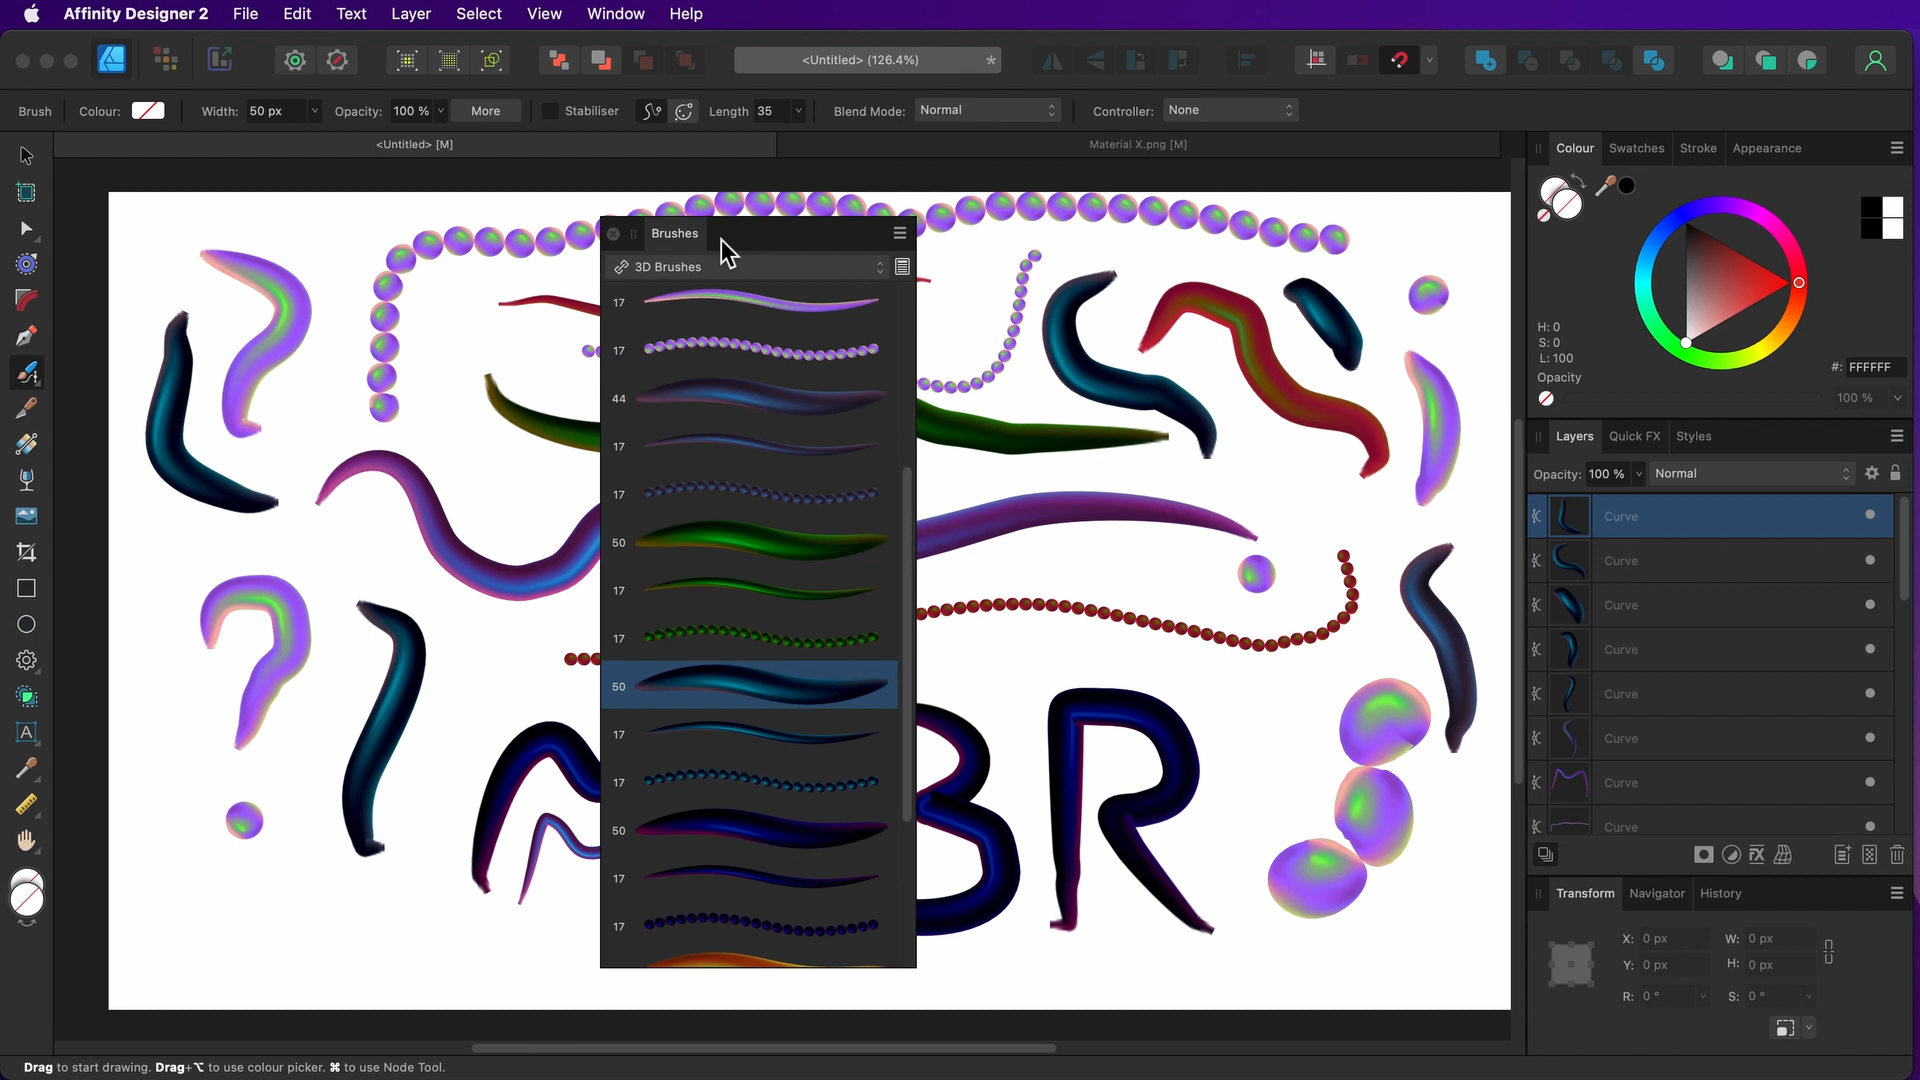 Affinity Designer 2 File Edit Text Layer Select View Window Help
<Untitled> (126.4%) *
Brush Colour: Width: 50 px Opacity: 100 % More Stabiliser Length 35 Blend Mode: Normal Controller: None
<Untitled> [M] Material X.png [M]
Colour Swatches Stroke Appearance
H: 0
S: 0
L: 100
#: FFFFFF
Opacity
100 %
Brushes
3D Brushes
17
17
44
17
17
50
17
17
50
17
17
50
17
17
BR
Layers Quick FX Styles
Opacity: 100 % Normal
Curve
Curve
Curve
Curve
Curve
Curve
Curve
Curve
Transform Navigator History
X: 0 px W: 0 px
Y: 0 px H: 0 px
R: 0 ° S: 0 °
Drag to start drawing. Drag+⌥ to use colour picker. ⌘ to use Node Tool.